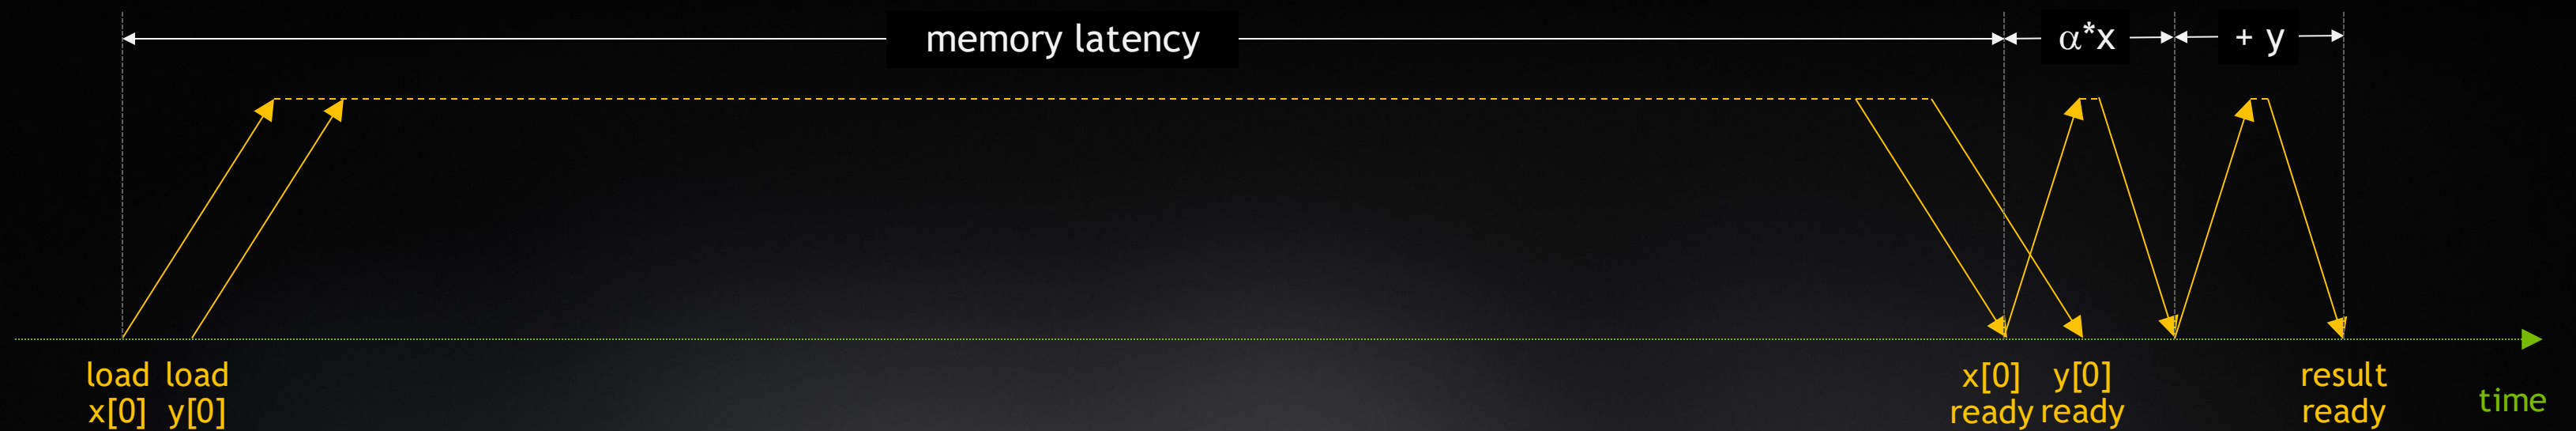 memory latency
α*x
+ y
load load
x[0] y[0]
x[0] y[0]
ready ready
result
ready
time